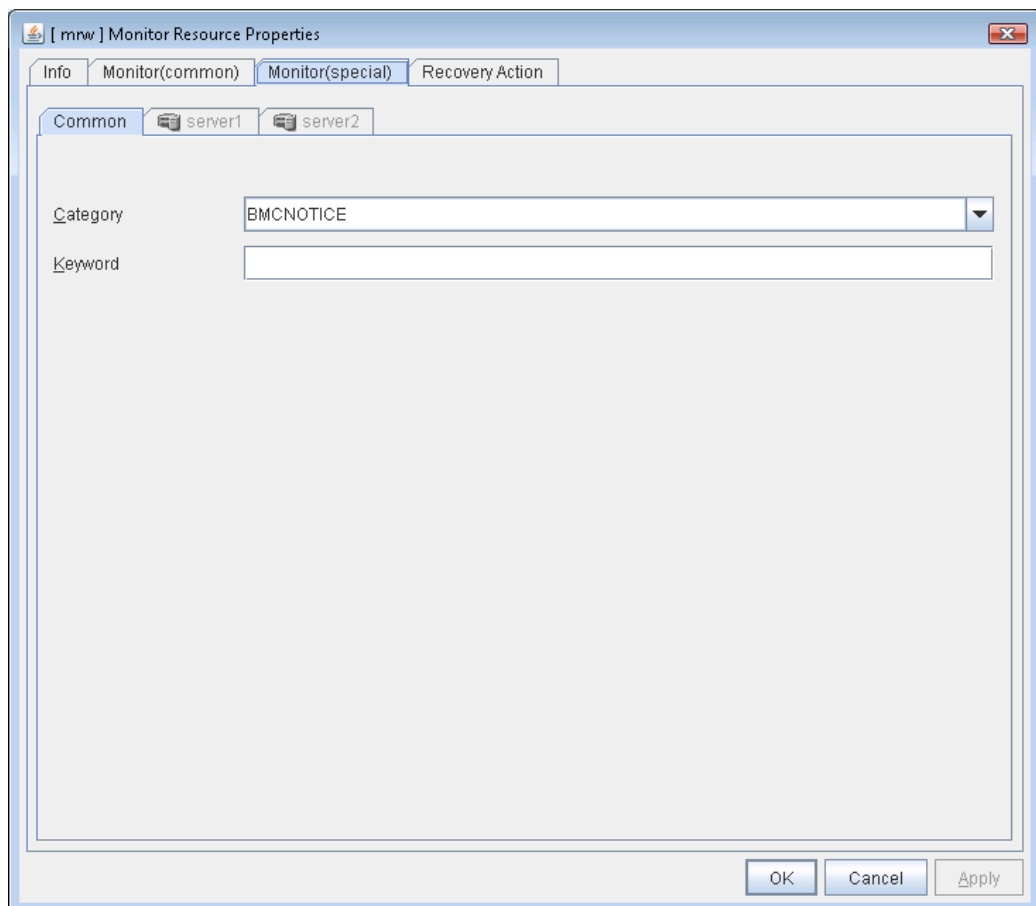 [ mrw ] Monitor Resource Properties
Info Monitor(common) Monitor(special) Recovery Action
Common server1 server2
Category BMCNOTICE
Keyword
OK Cancel Apply